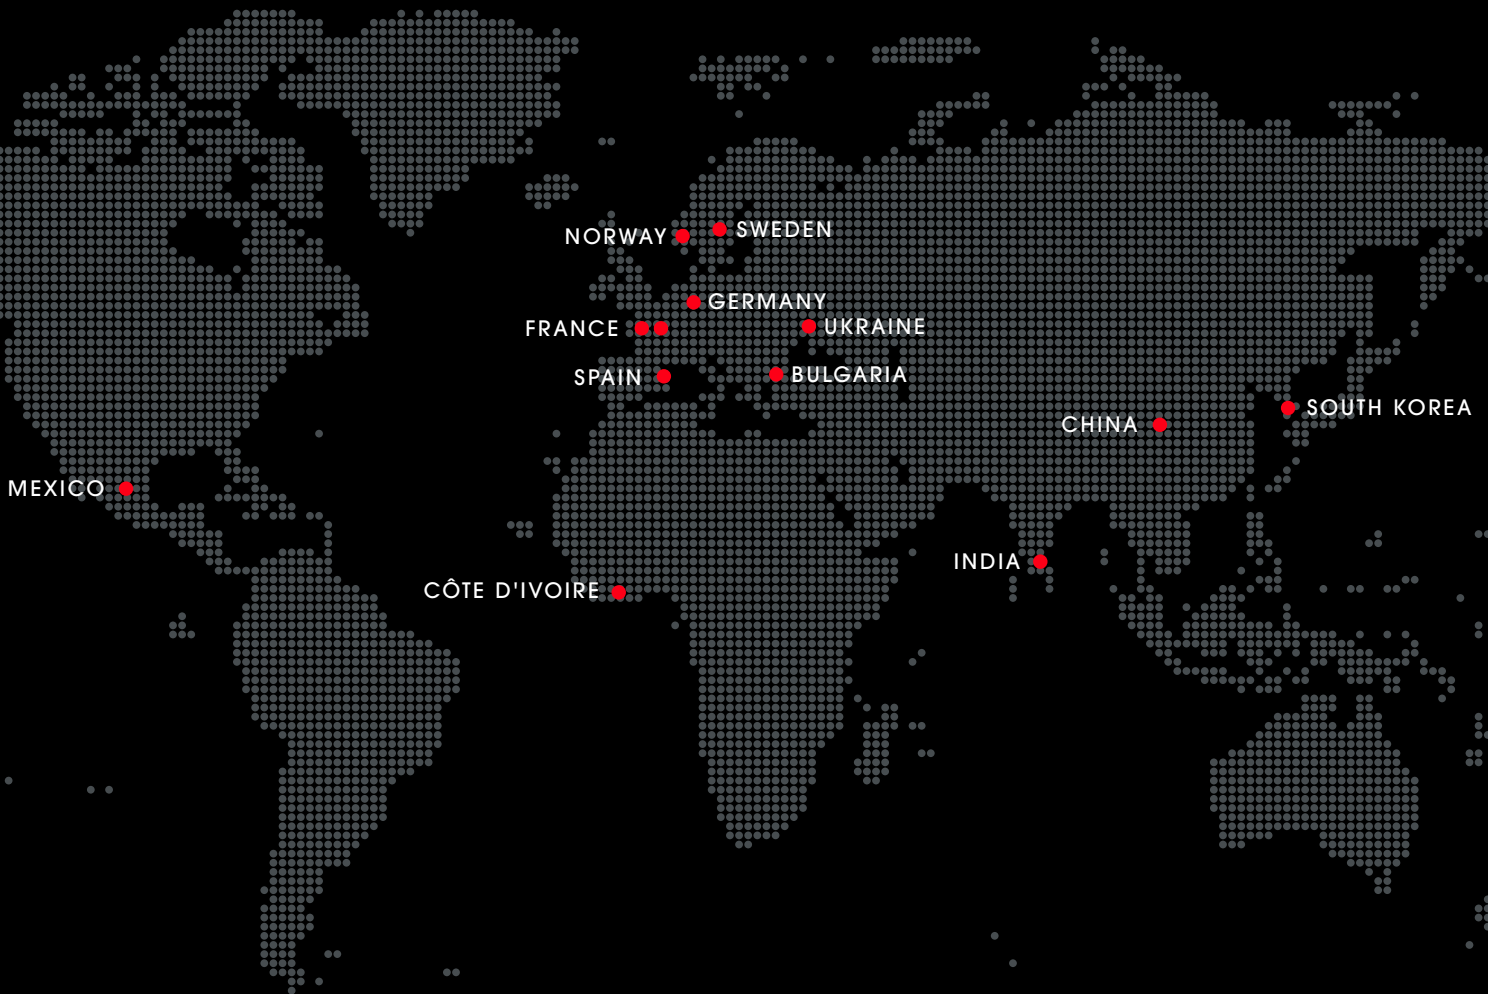 SWEDEN
NORWAY
GERMANY
FRANCE
UKRAINE
SPAIN
BULGARIA
SOUTH KOREA
CHINA
MEXICO
INDIA
CÔTE D'IVOIRE